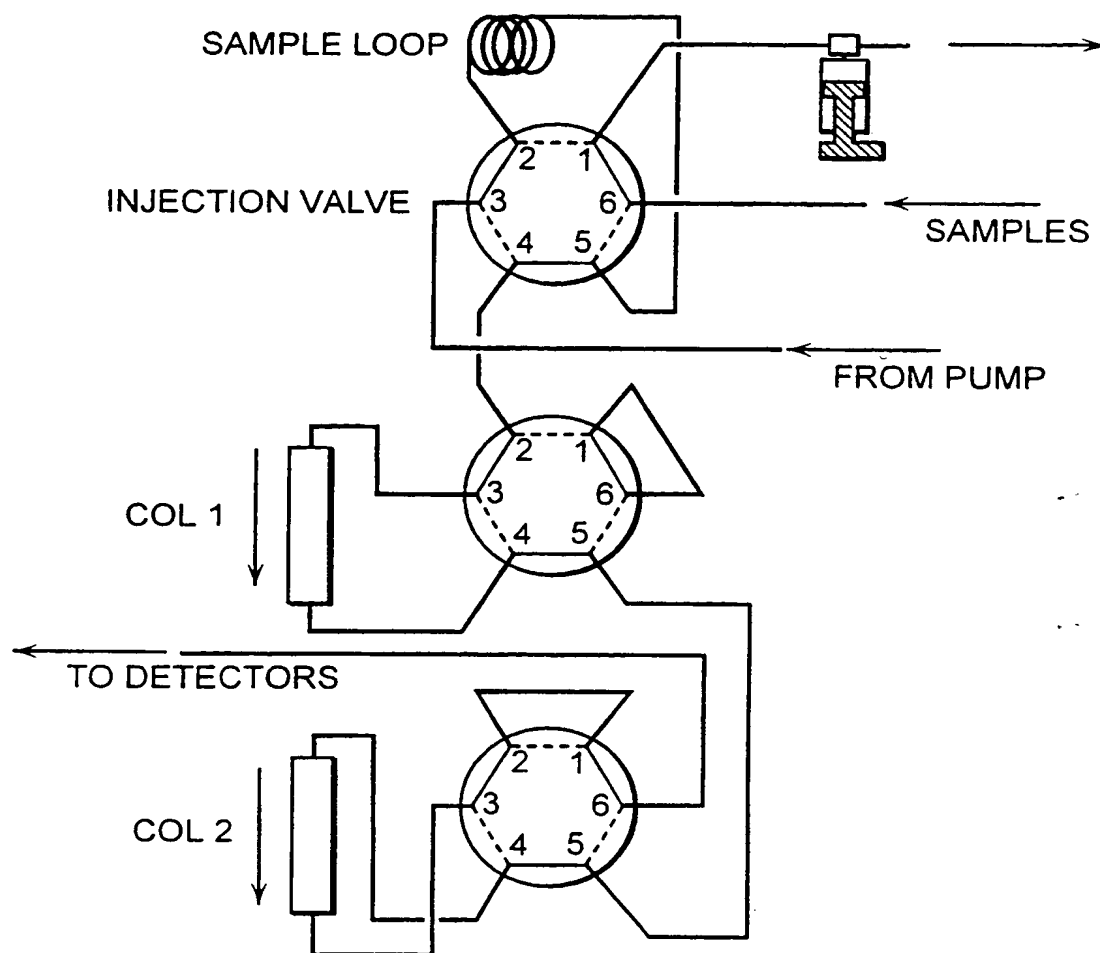 SAMPLE LOOP
2 1
INJECTION VALVE
3 6
4 5
SAMPLES
FROM PUMP
2 1
3 6
COL 1
4 5
TO DETECTORS
2 1
3 6
COL 2
4 5